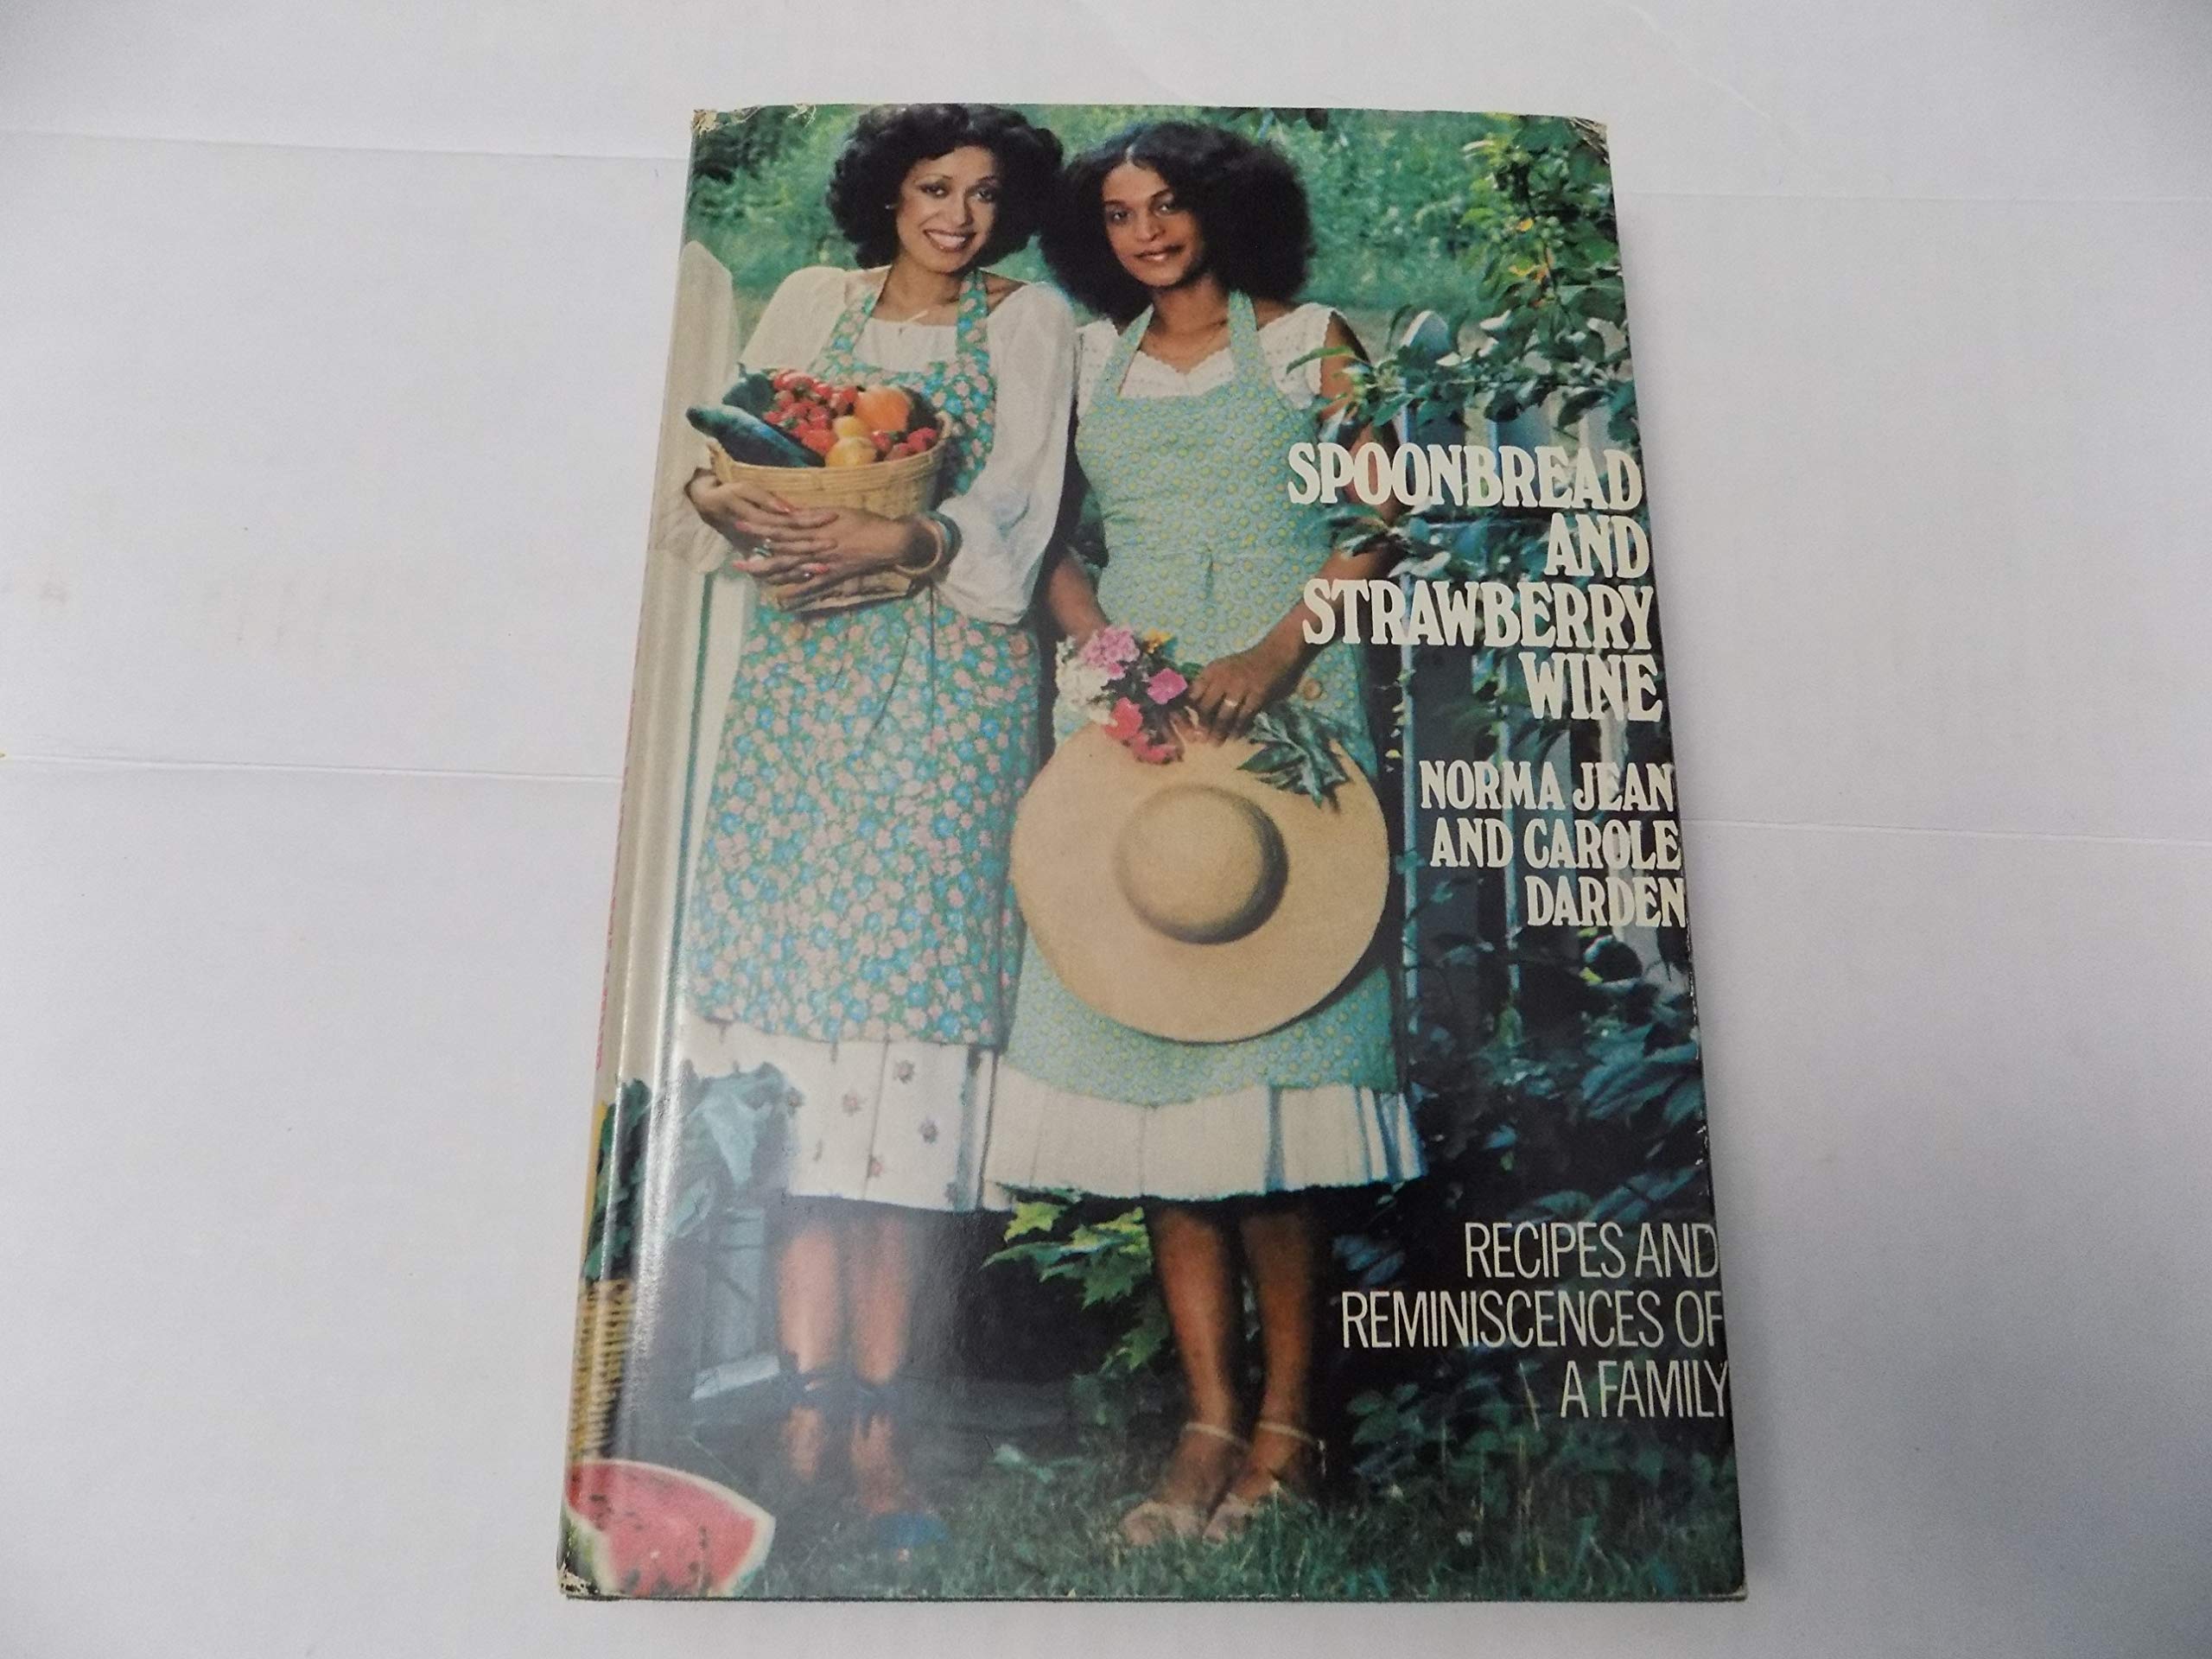 SPOONBREAD
AND
STRAWBERRY
WINE
NORMA JEAN
AND CAROLE
DARDEN
RECIPES AND
REMINISCENCES OF
A FAMILY